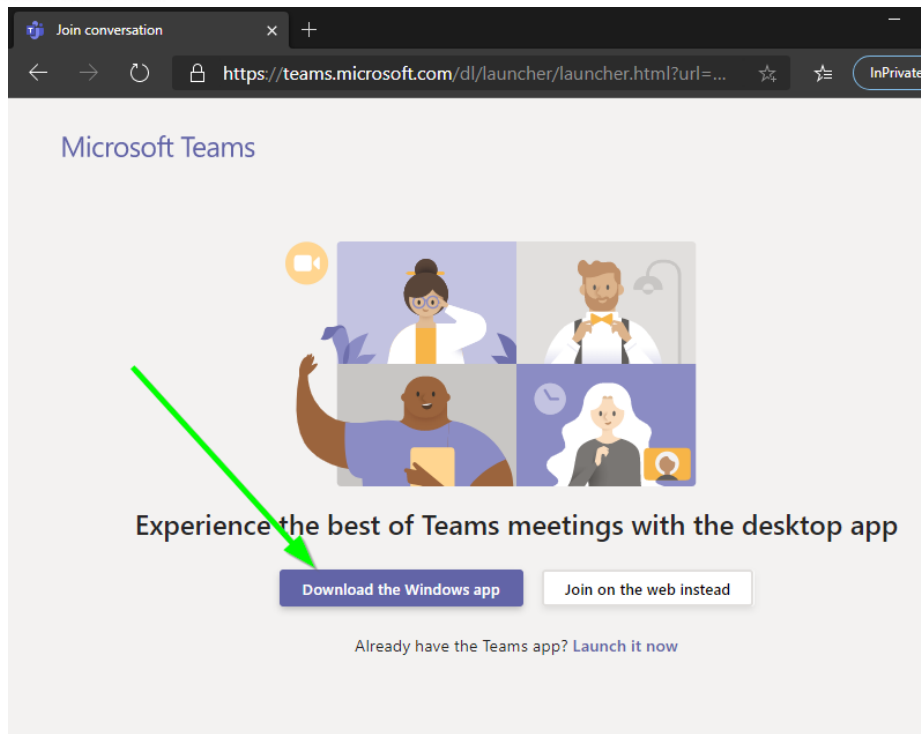 Join conversation
https://teams.microsoft.com/dl/launcher/launcher.html?url=...
InPrivate
Microsoft Teams
Experience the best of Teams meetings with the desktop app
Download the Windows app
Join on the web instead
Already have the Teams app? Launch it now